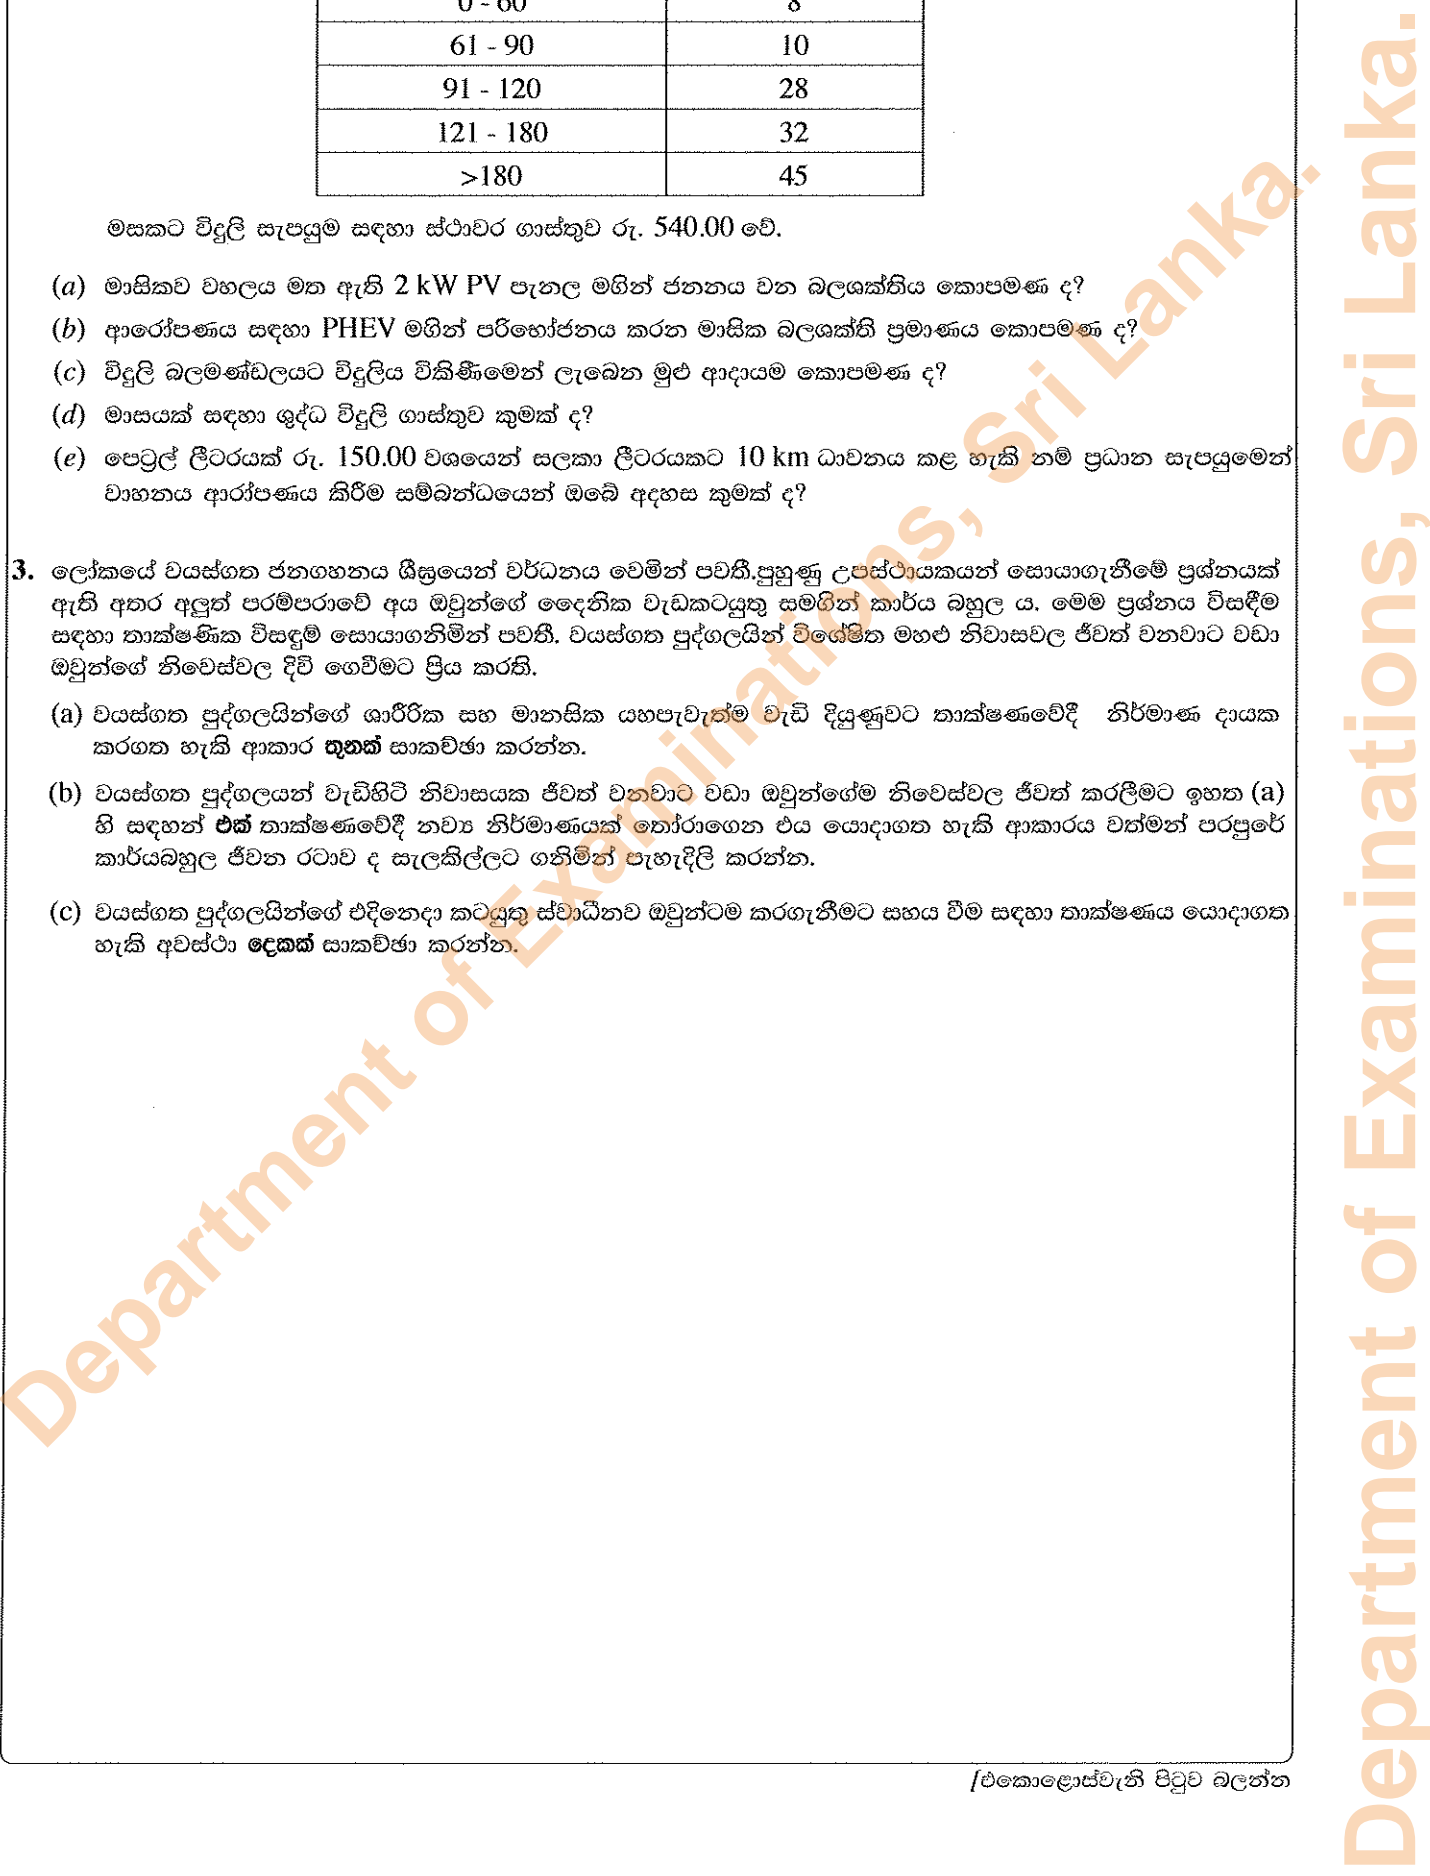 0 - 60 8
61 - 90 10
91 - 120 28
121 - 180 32
>180 45
මසකට විදුලි සැපයුම සඳහා ස්ථාවර ගාස්තුව රු. 540.00 වේ.
(a) මාසිකව වහලය මත ඇති 2 kW PV පැනල මගින් ජනනය වන බලශක්තිය කොපමණ ද?
(b) ආරෝපණය සඳහා PHEV මගින් පරිභෝජනය කරන මාසික බලශක්ති ප්‍රමාණය කොපමණ ද?
(c) විදුලි බලමණ්ඩලයට විදුලිය විකිණීමෙන් ලැබෙන මුළු ආදායම කොපමණ ද?
(d) මාසයක් සඳහා ශුද්ධ විදුලි ගාස්තුව කුමක් ද?
(e) පෙට්‍රල් ලීටරයක් රු. 150.00 වශයෙන් සලකා ලීටරයකට 10 km ධාවනය කළ හැකි නම් ප්‍රධාන සැපයුමෙන්
වාහනය ආරා්පණය කිරීම සම්බන්ධයෙන් ඔබේ අදහස කුමක් ද?
3. ලෝකයේ වයස්ගත ජනගහනය ශීඝ්‍රයෙන් වර්ධනය වෙමින් පවතී.පුහුණු උපස්ථායකයන් සොයාගැනීමේ ප්‍රශ්නයක්
ඇති අතර අලුත් පරම්පරාවේ අය ඔවුන්ගේ දෛනික වැඩකටයුතු සමගින් කාර්ය බහුල ය. මෙම ප්‍රශ්නය විසඳීම
සඳහා තාක්ෂණික විසඳුම් සොයාගනිමින් පවතී. වයස්ගත පුද්ගලයින් විශේෂිත මහළු නිවාසවල ජීවත් වනවාට වඩා
ඔවුන්ගේ නිවෙස්වල දිවි ගෙවීමට ප්‍රිය කරති.
(a) වයස්ගත පුද්ගලයින්ගේ ශාරීරික සහ මානසික යහපැවැත්ම වැඩි දියුණුවට තාක්ෂණවේදී නිර්මාණ දායක
කරගත හැකි ආකාර තුනක් සාකච්ඡා කරන්න.
(b) වයස්ගත පුද්ගලයන් වැඩිහිටි නිවාසයක ජීවත් වනවාට වඩා ඔවුන්ගේම නිවෙස්වල ජීවත් කරලීමට ඉහත (a)
හි සඳහන් එක් තාක්ෂණවේදී නව්‍ය නිර්මාණයක් තෝරාගෙන එය යොදාගත හැකි ආකාරය වත්මන් පරපුරේ
කාර්යබහුල ජීවන රටාව ද සැලකිල්ලට ගනිමින් පැහැදිලි කරන්න.
(c) වයස්ගත පුද්ගලයින්ගේ එදිනෙදා කටයුතු ස්වාධීනව ඔවුන්ටම කරගැනීමට සහය වීම සඳහා තාක්ෂණය යොදාගත
හැකි අවස්ථා දෙකක් සාකච්ඡා කරන්න.
[එකොළොස්වැනි පිටුව බලන්න
Department of Examinations, Sri Lanka.
Department of Examinations, Sri Lanka.